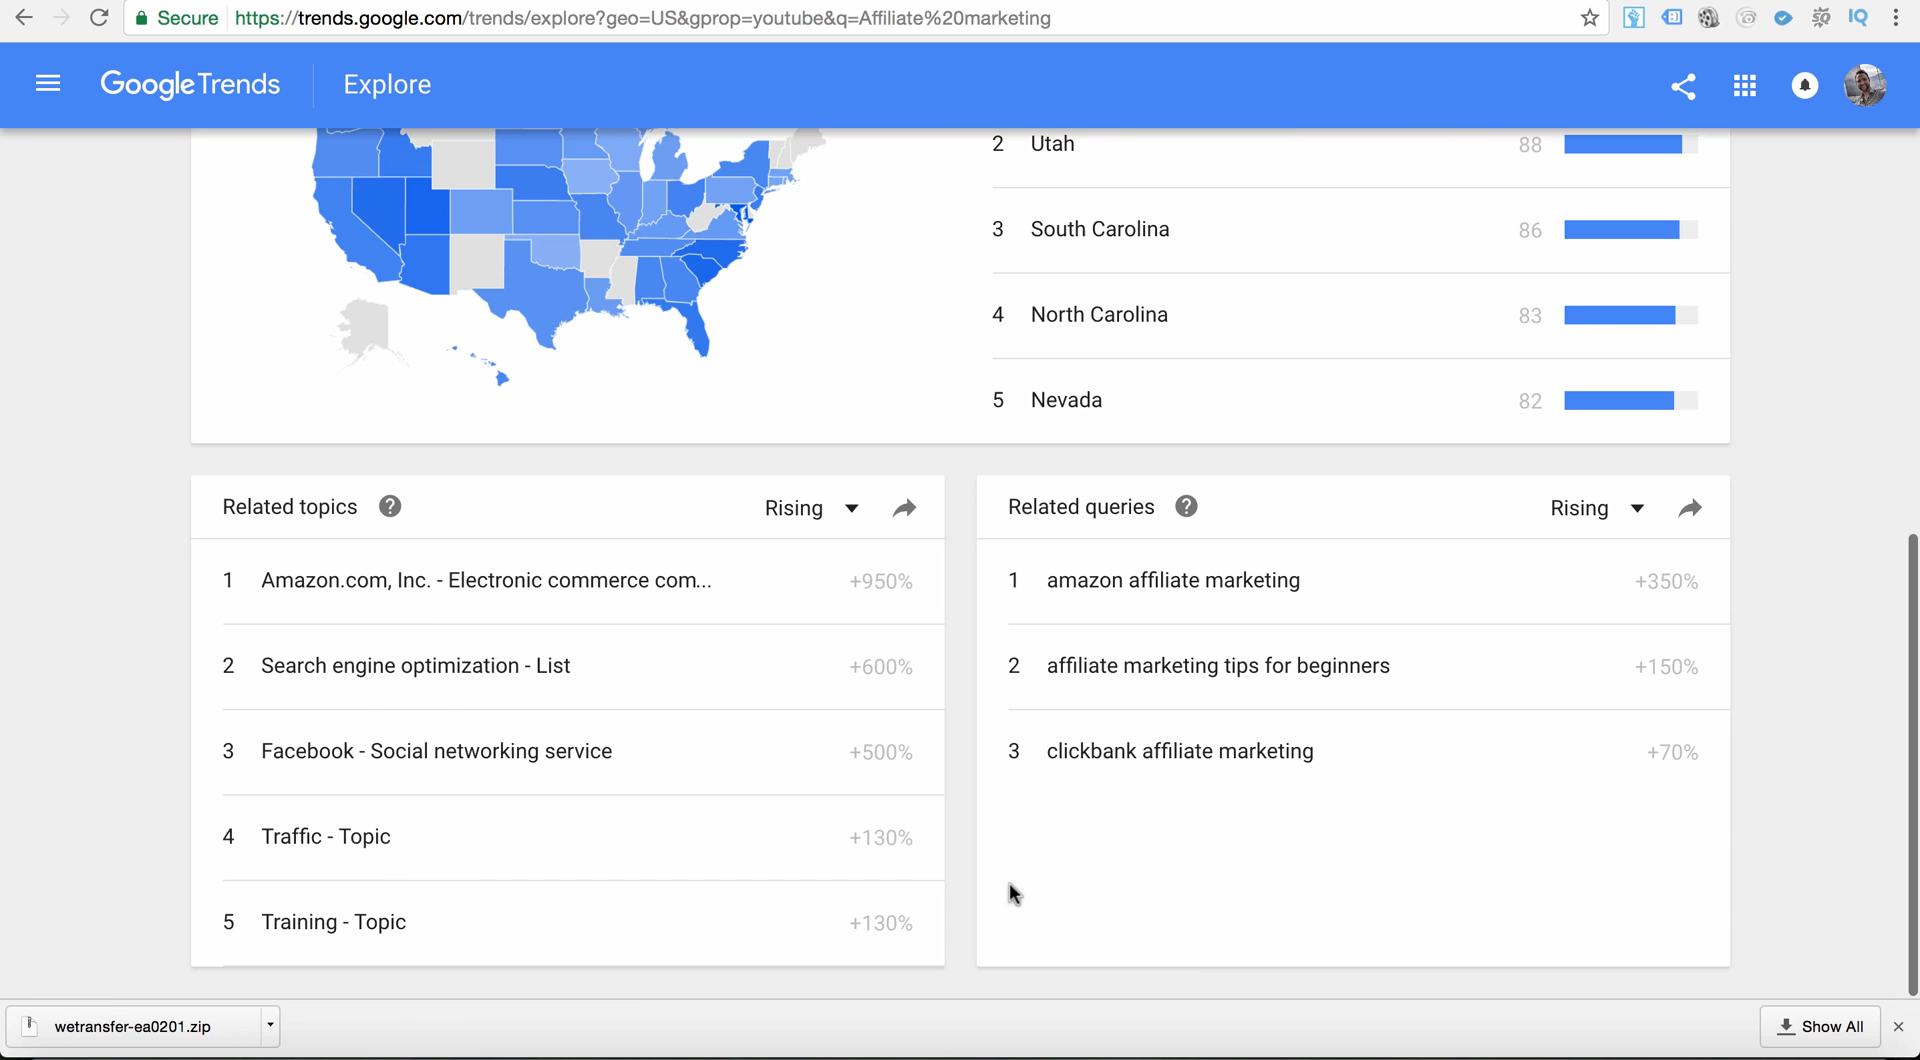 Secure https://trends.google.com/trends/explore?geo=US&gprop=youtube&q=Affiliate%20marketing
IQ
Google Trends Explore
2 Utah 88
3 South Carolina 86
4 North Carolina 83
5 Nevada 82
Related topics ? Rising
1 Amazon.com, Inc. - Electronic commerce com... +950%
2 Search engine optimization - List +600%
3 Facebook - Social networking service +500%
4 Traffic - Topic +130%
5 Training - Topic +130%
Related queries ? Rising
1 amazon affiliate marketing +350%
2 affiliate marketing tips for beginners +150%
3 clickbank affiliate marketing +70%
wetransfer-ea0201.zip
Show All